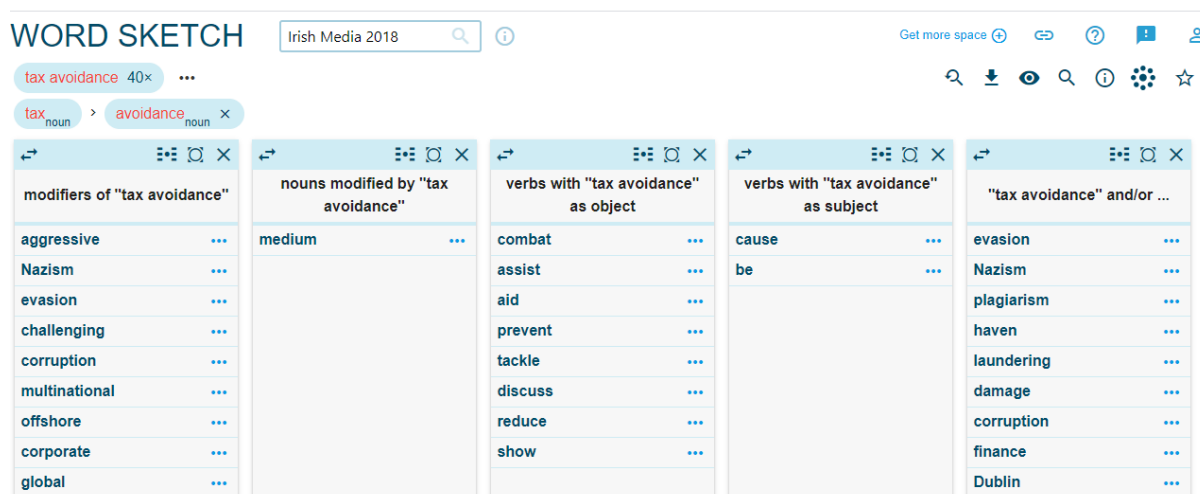 WORD SKETCH
Irish Media 2018
Get more space
tax avoidance 40×
tax noun > avoidance noun ×
modifiers of "tax avoidance"
aggressive
Nazism
evasion
challenging
corruption
multinational
offshore
corporate
global
nouns modified by "tax
avoidance"
medium
verbs with "tax avoidance"
as object
combat
assist
aid
prevent
tackle
discuss
reduce
show
verbs with "tax avoidance"
as subject
cause
be
"tax avoidance" and/or ...
evasion
Nazism
plagiarism
haven
laundering
damage
corruption
finance
Dublin